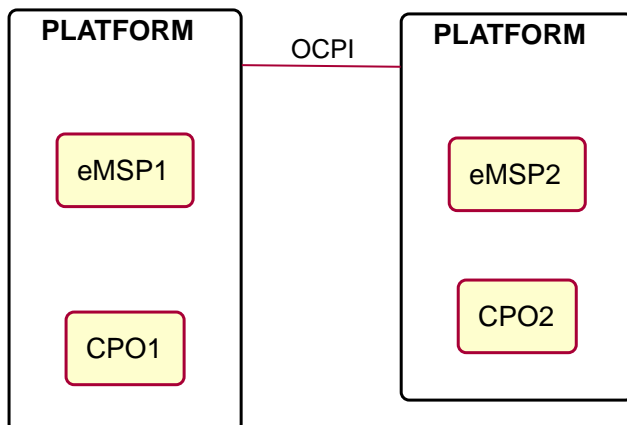 PLATFORM
OCPI
PLATFORM
eMSP1
eMSP2
CPO1
CPO2